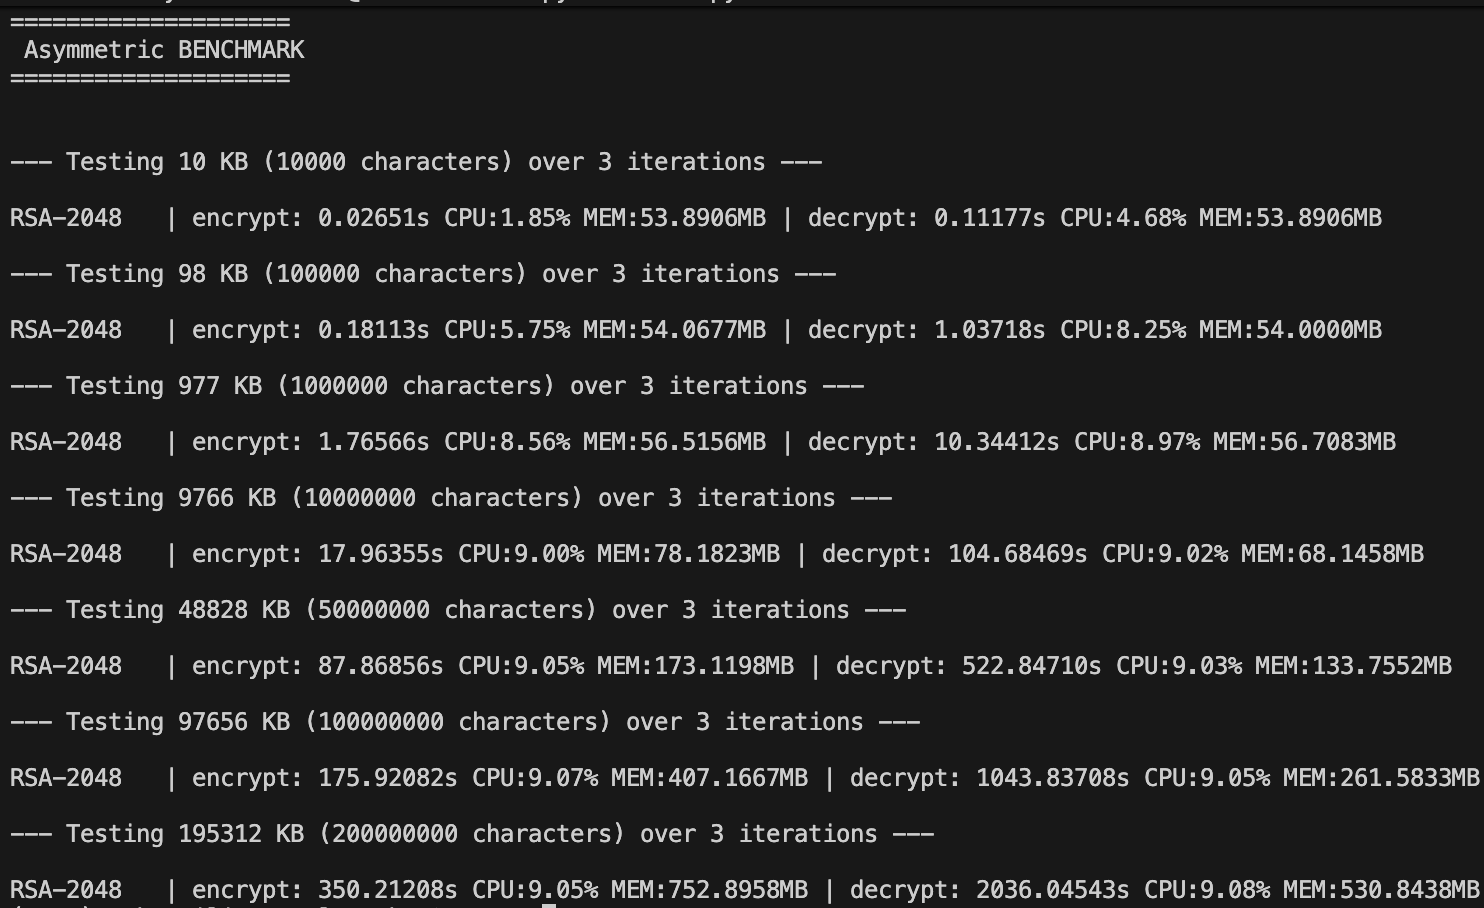 ====================
Asymmetric BENCHMARK
====================
--- Testing 10 KB (10000 characters) over 3 iterations ---
RSA-2048 | encrypt: 0.02651s CPU:1.85% MEM:53.8906MB | decrypt: 0.11177s CPU:4.68% MEM:53.8906MB
--- Testing 98 KB (100000 characters) over 3 iterations ---
RSA-2048 | encrypt: 0.18113s CPU:5.75% MEM:54.0677MB | decrypt: 1.03718s CPU:8.25% MEM:54.0000MB
--- Testing 977 KB (1000000 characters) over 3 iterations ---
RSA-2048 | encrypt: 1.76566s CPU:8.56% MEM:56.5156MB | decrypt: 10.34412s CPU:8.97% MEM:56.7083MB
--- Testing 9766 KB (10000000 characters) over 3 iterations ---
RSA-2048 | encrypt: 17.96355s CPU:9.00% MEM:78.1823MB | decrypt: 104.68469s CPU:9.02% MEM:68.1458MB
--- Testing 48828 KB (50000000 characters) over 3 iterations ---
RSA-2048 | encrypt: 87.86856s CPU:9.05% MEM:173.1198MB | decrypt: 522.84710s CPU:9.03% MEM:133.7552MB
--- Testing 97656 KB (100000000 characters) over 3 iterations ---
RSA-2048 | encrypt: 175.92082s CPU:9.07% MEM:407.1667MB | decrypt: 1043.83708s CPU:9.05% MEM:261.5833MB
--- Testing 195312 KB (200000000 characters) over 3 iterations ---
RSA-2048 | encrypt: 350.21208s CPU:9.05% MEM:752.8958MB | decrypt: 2036.04543s CPU:9.08% MEM:530.8438MB